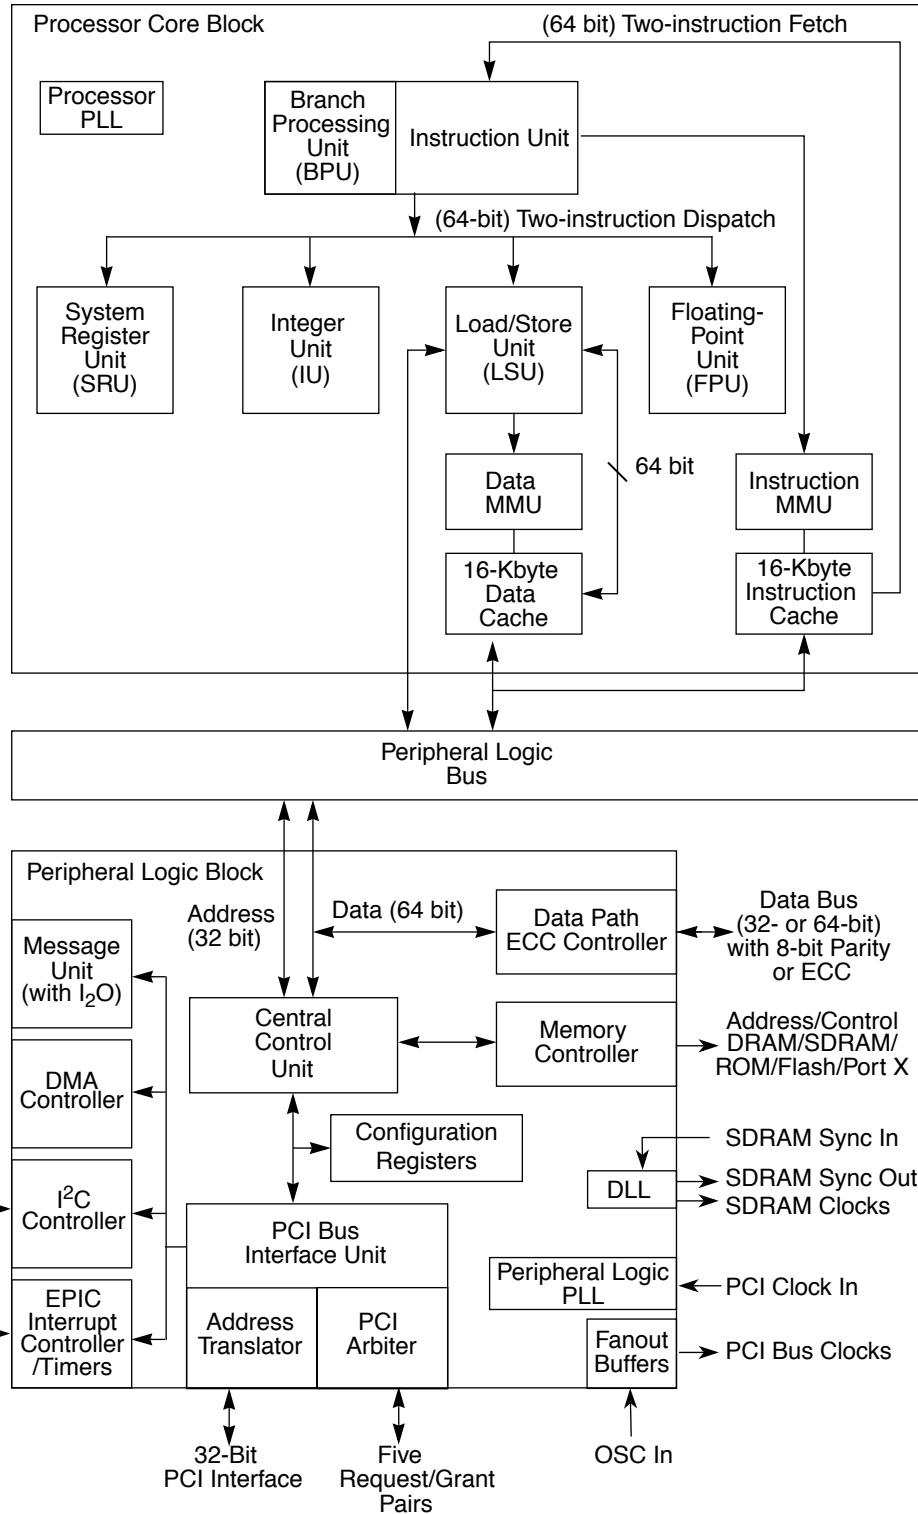 Processor Core Block
(64 bit) Two-instruction Fetch
Processor
PLL
Branch
Processing
Unit
(BPU)
Instruction Unit
(64-bit) Two-instruction Dispatch
System
Register
Unit
(SRU)
Integer
Unit
(IU)
Load/Store
Unit
(LSU)
Floating-
Point
Unit
(FPU)
64 bit
Data
MMU
Instruction
MMU
16-Kbyte
Data
Cache
16-Kbyte
Instruction
Cache
Peripheral Logic
Bus
Peripheral Logic Block
Address
(32 bit)
Data (64 bit)
Data Path
ECC Controller
Data Bus
(32- or 64-bit)
with 8-bit Parity
or ECC
Message
Unit
(with I2O)
Central
Control
Unit
Memory
Controller
Address/Control
DRAM/SDRAM/
ROM/Flash/Port X
DMA
Controller
Configuration
Registers
SDRAM Sync In
DLL
SDRAM Sync Out
SDRAM Clocks
I²C
Controller
PCI Bus
Interface Unit
Peripheral Logic
PLL
PCI Clock In
EPIC
Interrupt
Controller
/Timers
Address
Translator
PCI
Arbiter
Fanout
Buffers
PCI Bus Clocks
32-Bit
PCI Interface
Five
Request/Grant
Pairs
OSC In